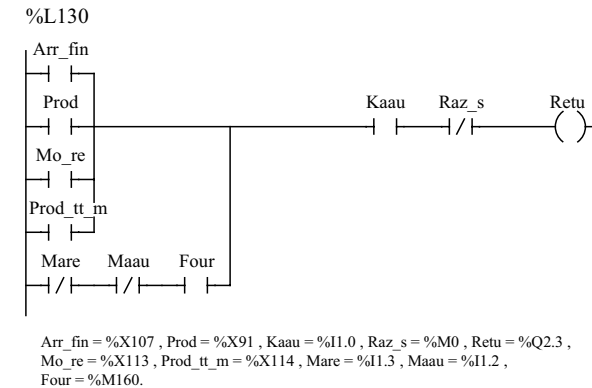 %L130
Arr_fin
Prod Kaau Raz_s Retu
Mo_re
Prod_tt_m
Mare Maau Four
Arr_fin = %X107 , Prod = %X91 , Kaau = %I1.0 , Raz_s = %M0 , Retu = %Q2.3 ,
Mo_re = %X113 , Prod_tt_m = %X114 , Mare = %I1.3 , Maau = %I1.2 ,
Four = %M160.